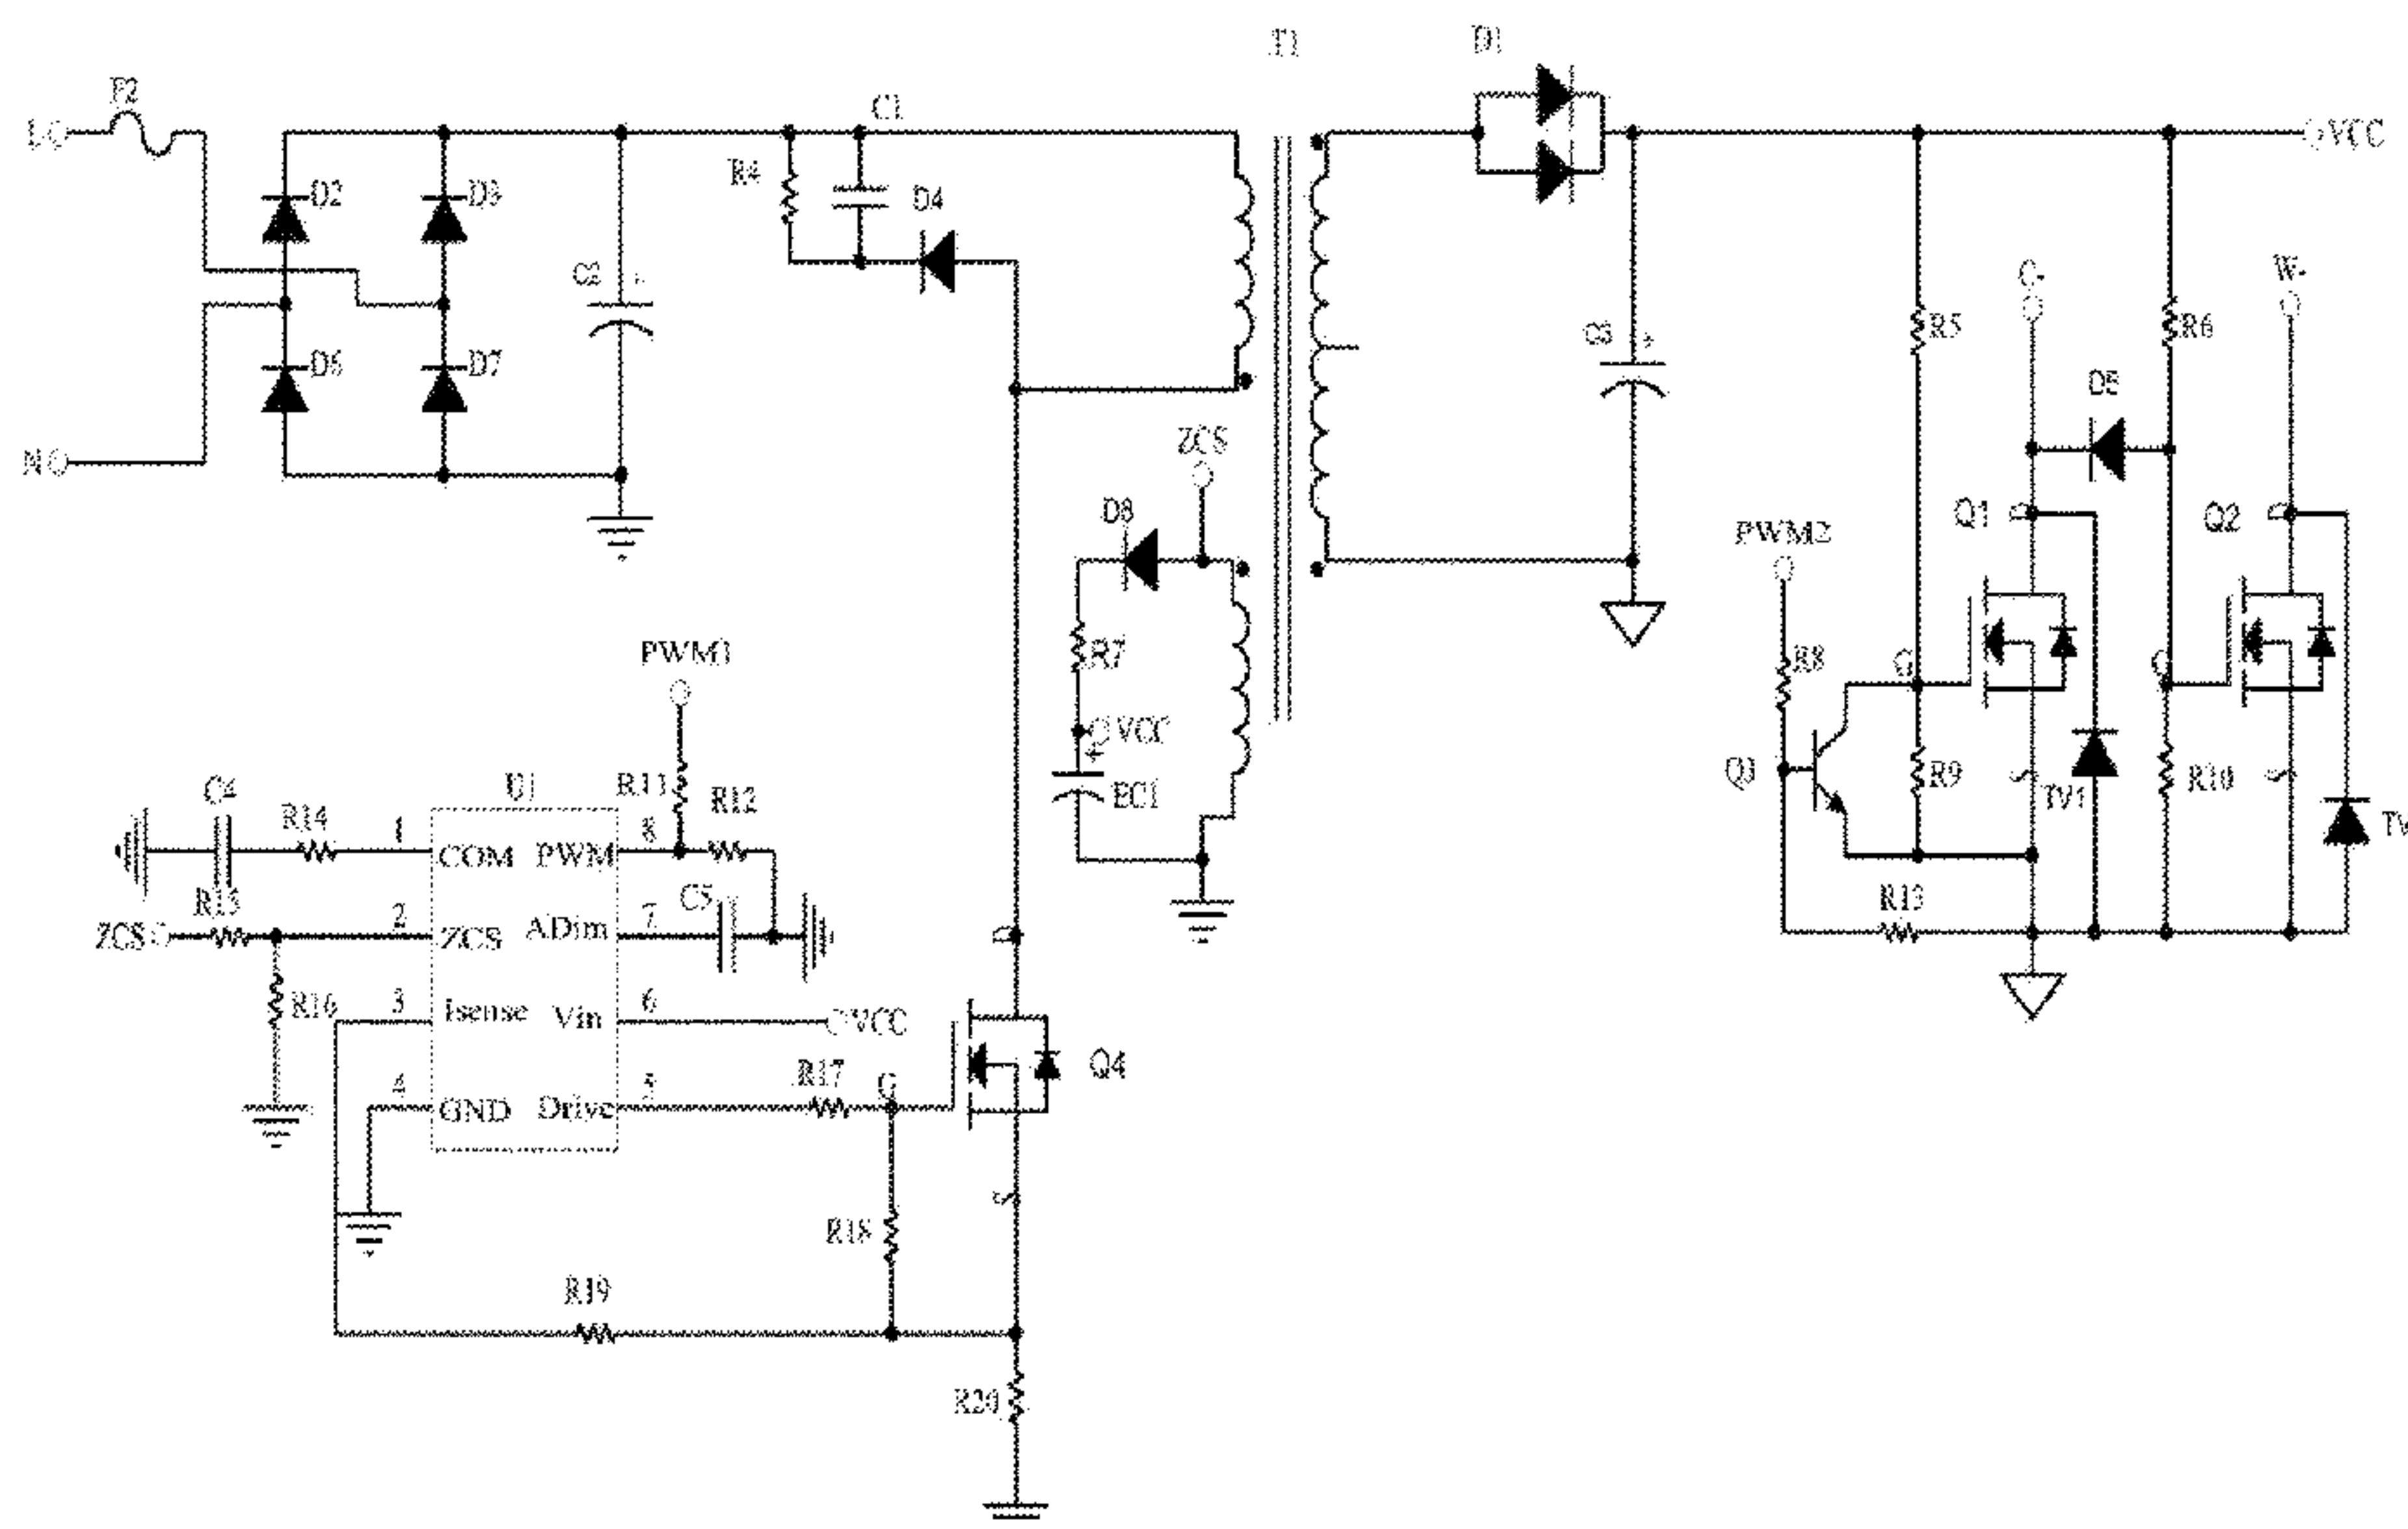 T1
D1
F2
L
C1
VCC
R4
D2
D3
D4
C2
C-
W-
R5
R6
C3
D6
D7
D5
N
ZCS
D8
Q1
D
Q2
D
PWM2
PWM1
R7
R8
G
G
VCC
Q3
R9
S
TV1
R10
S
TV
EC1
C4
U1
R11
R12
R14
1
8
COM
PWM
R15
C5
R13
ZCS
2
7
ZCS
ADim
D
R16
3
6
Isense
Vin
VCC
4
5
R17
G
Q4
GND
Drive
S
R18
R19
R20